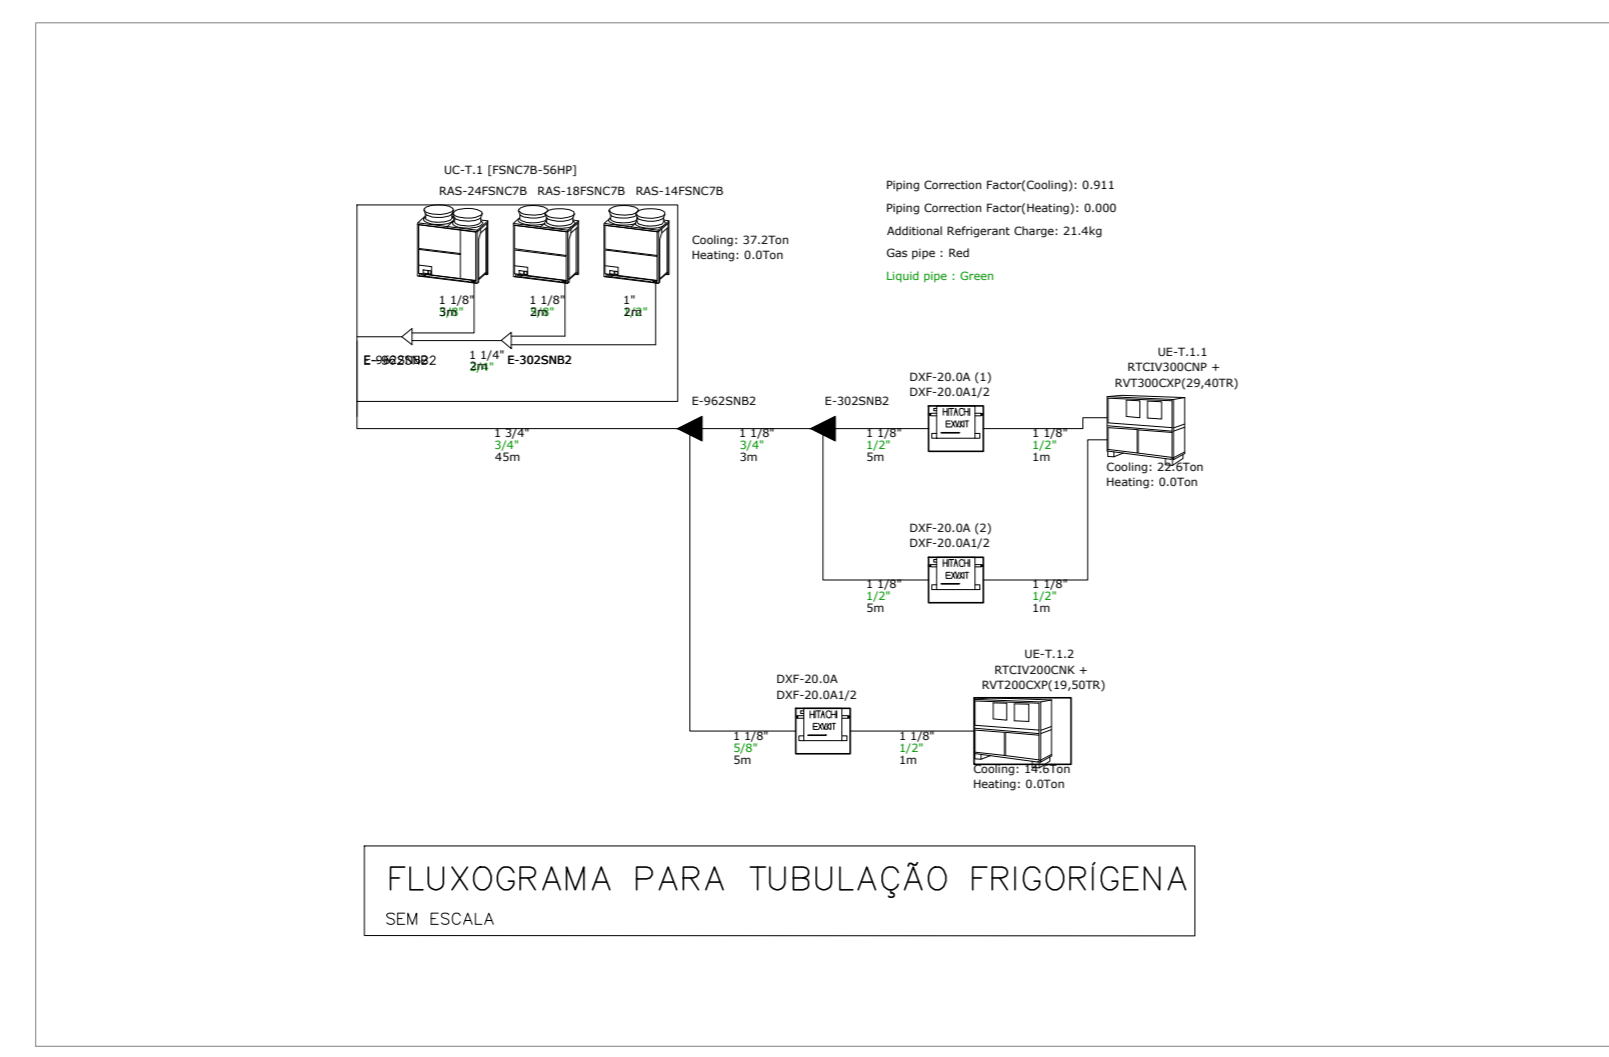 UC-T.1 [FSNC7B-56HP]
RAS-24FSNC7B RAS-18FSNC7B RAS-14FSNC7B
Cooling: 37.2Ton
Heating: 0.0Ton
Piping Correction Factor(Cooling): 0.911
Piping Correction Factor(Heating): 0.000
Additional Refrigerant Charge: 21.4kg
Gas pipe : Red
Liquid pipe : Green
1 1/8"
3m
1 1/8"
2m
1"
2m
1 1/4"
2m
E-302SNB2
1 3/4"
3/4"
45m
E-962SNB2
1 1/8"
3/4"
3m
E-302SNB2
1 1/8"
1/2"
5m
DXF-20.0A (1)
DXF-20.0A1/2
HITACHI
1 1/8"
1/2"
1m
UE-T.1.1
RTCIV300CNP +
RVT300CXP(29,40TR)
Cooling: 22.6Ton
Heating: 0.0Ton
DXF-20.0A (2)
DXF-20.0A1/2
HITACHI
1 1/8"
1/2"
5m
1 1/8"
1/2"
1m
DXF-20.0A
DXF-20.0A1/2
HITACHI
1 1/8"
5/8"
5m
1 1/8"
1/2"
1m
UE-T.1.2
RTCIV200CNK +
RVT200CXP(19,50TR)
Cooling: 14.6Ton
Heating: 0.0Ton
FLUXOGRAMA PARA TUBULAÇÃO FRIGORÍGENA
SEM ESCALA